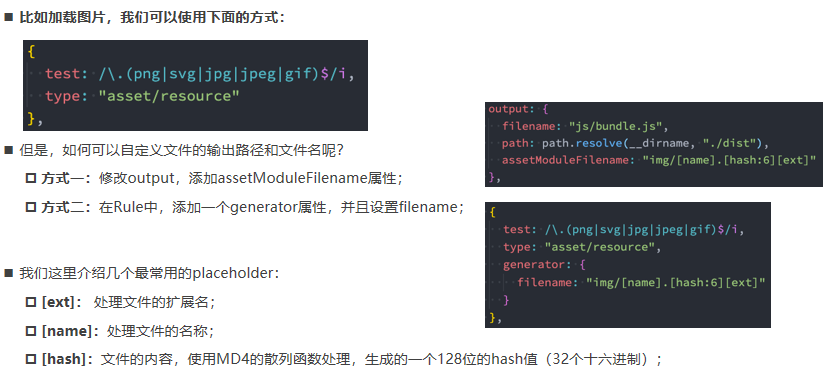 ■ 比如加载图片，我们可以使用下面的方式：
{
test: /\.(png|svg|jpg|jpeg|gif)$/i,
type: "asset/resource"
},
■ 但是，如何可以自定义文件的输出路径和文件名呢？
方式一：修改output，添加assetModuleFilename属性；
方式二：在Rule中，添加一个generator属性，并且设置filename；
output: {
filename: "js/bundle.js",
path: path.resolve(__dirname, "./dist"),
assetModuleFilename: "img/[name].[hash:6][ext]"
},
{
test: /\.(png|svg|jpg|jpeg|gif)$/i,
type: "asset/resource",
generator: {
filename: "img/[name].[hash:6][ext]"
}
},
■ 我们这里介绍几个最常用的placeholder：
[ext]： 处理文件的扩展名；
[name]：处理文件的名称；
[hash]：文件的内容，使用MD4的散列函数处理，生成的一个128位的hash值（32个十六进制）；